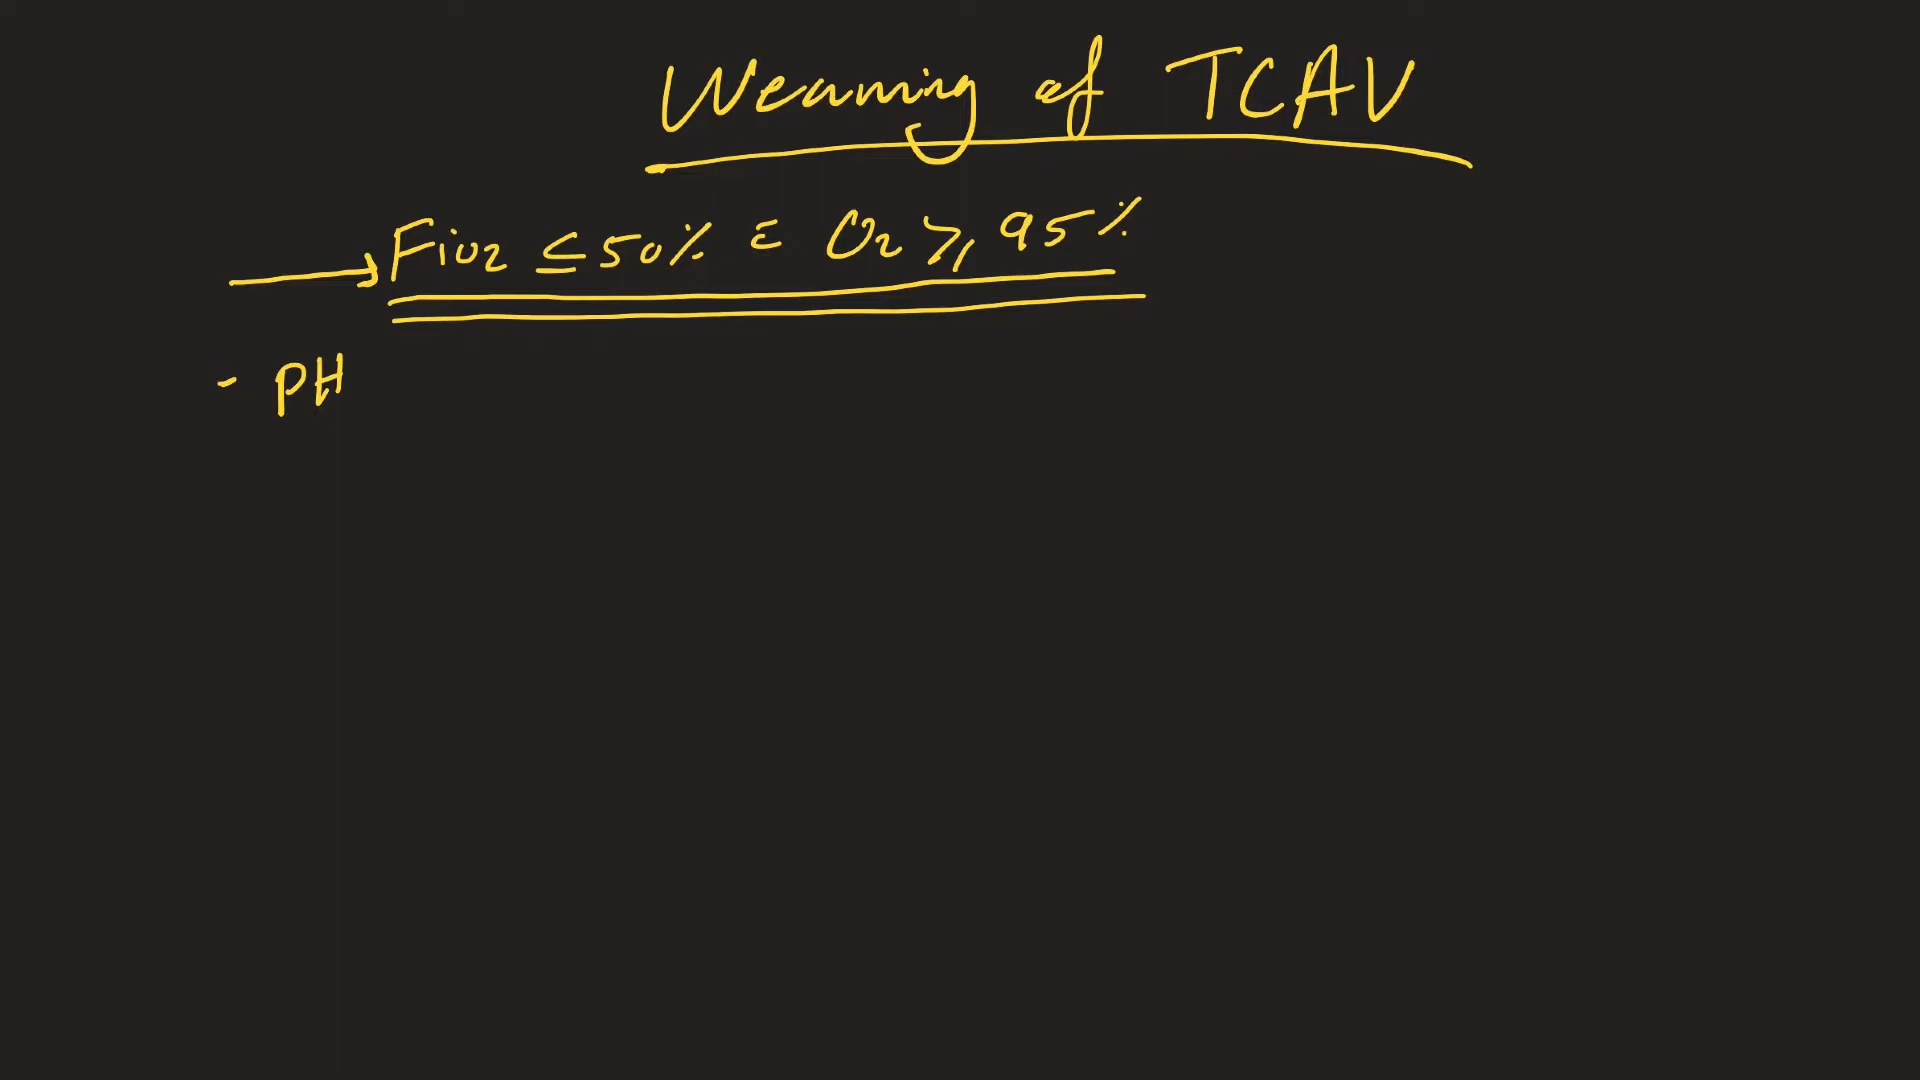 Weaning of TCAV
→ Fio2 ≤ 50% c̄ O2 ≥ 95%
- PH